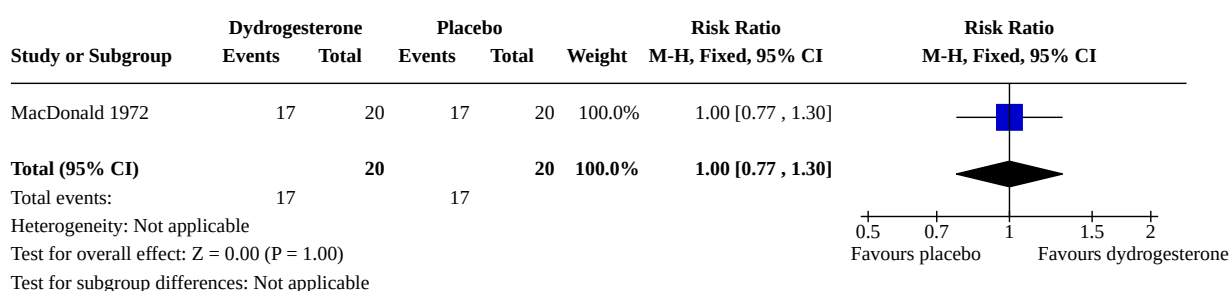 Dydrogesterone Placebo Risk Ratio Risk Ratio
Study or Subgroup Events Total Events Total Weight M-H, Fixed, 95% CI M-H, Fixed, 95% CI
MacDonald 1972 17 20 17 20 100.0% 1.00 [0.77 , 1.30]
Total (95% CI) 20 20 100.0% 1.00 [0.77 , 1.30]
Total events: 17 17
Heterogeneity: Not applicable
0.5 0.7 1 1.5 2
Test for overall effect: Z = 0.00 (P = 1.00) Favours placebo Favours dydrogesterone
Test for subgroup differences: Not applicable